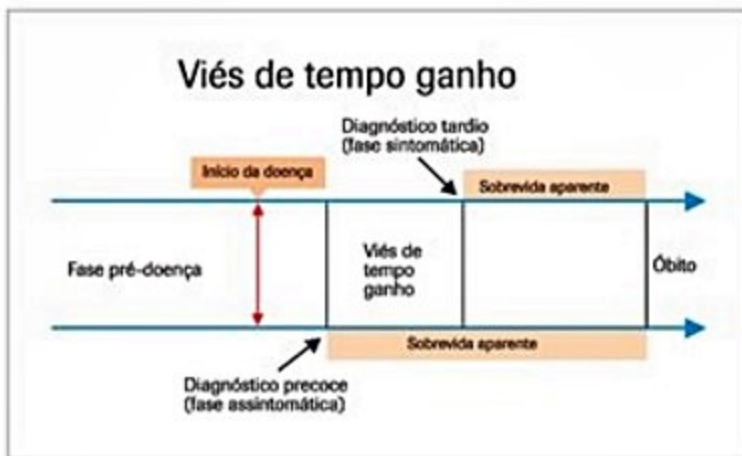 Viés de tempo ganho
Diagnóstico tardio
(fase sintomática)
Início da doença
Sobrevida aparente
Fase pré-doença
Viés de
tempo
ganho
Óbito
Sobrevida aparente
Diagnóstico precoce
(fase assintomática)